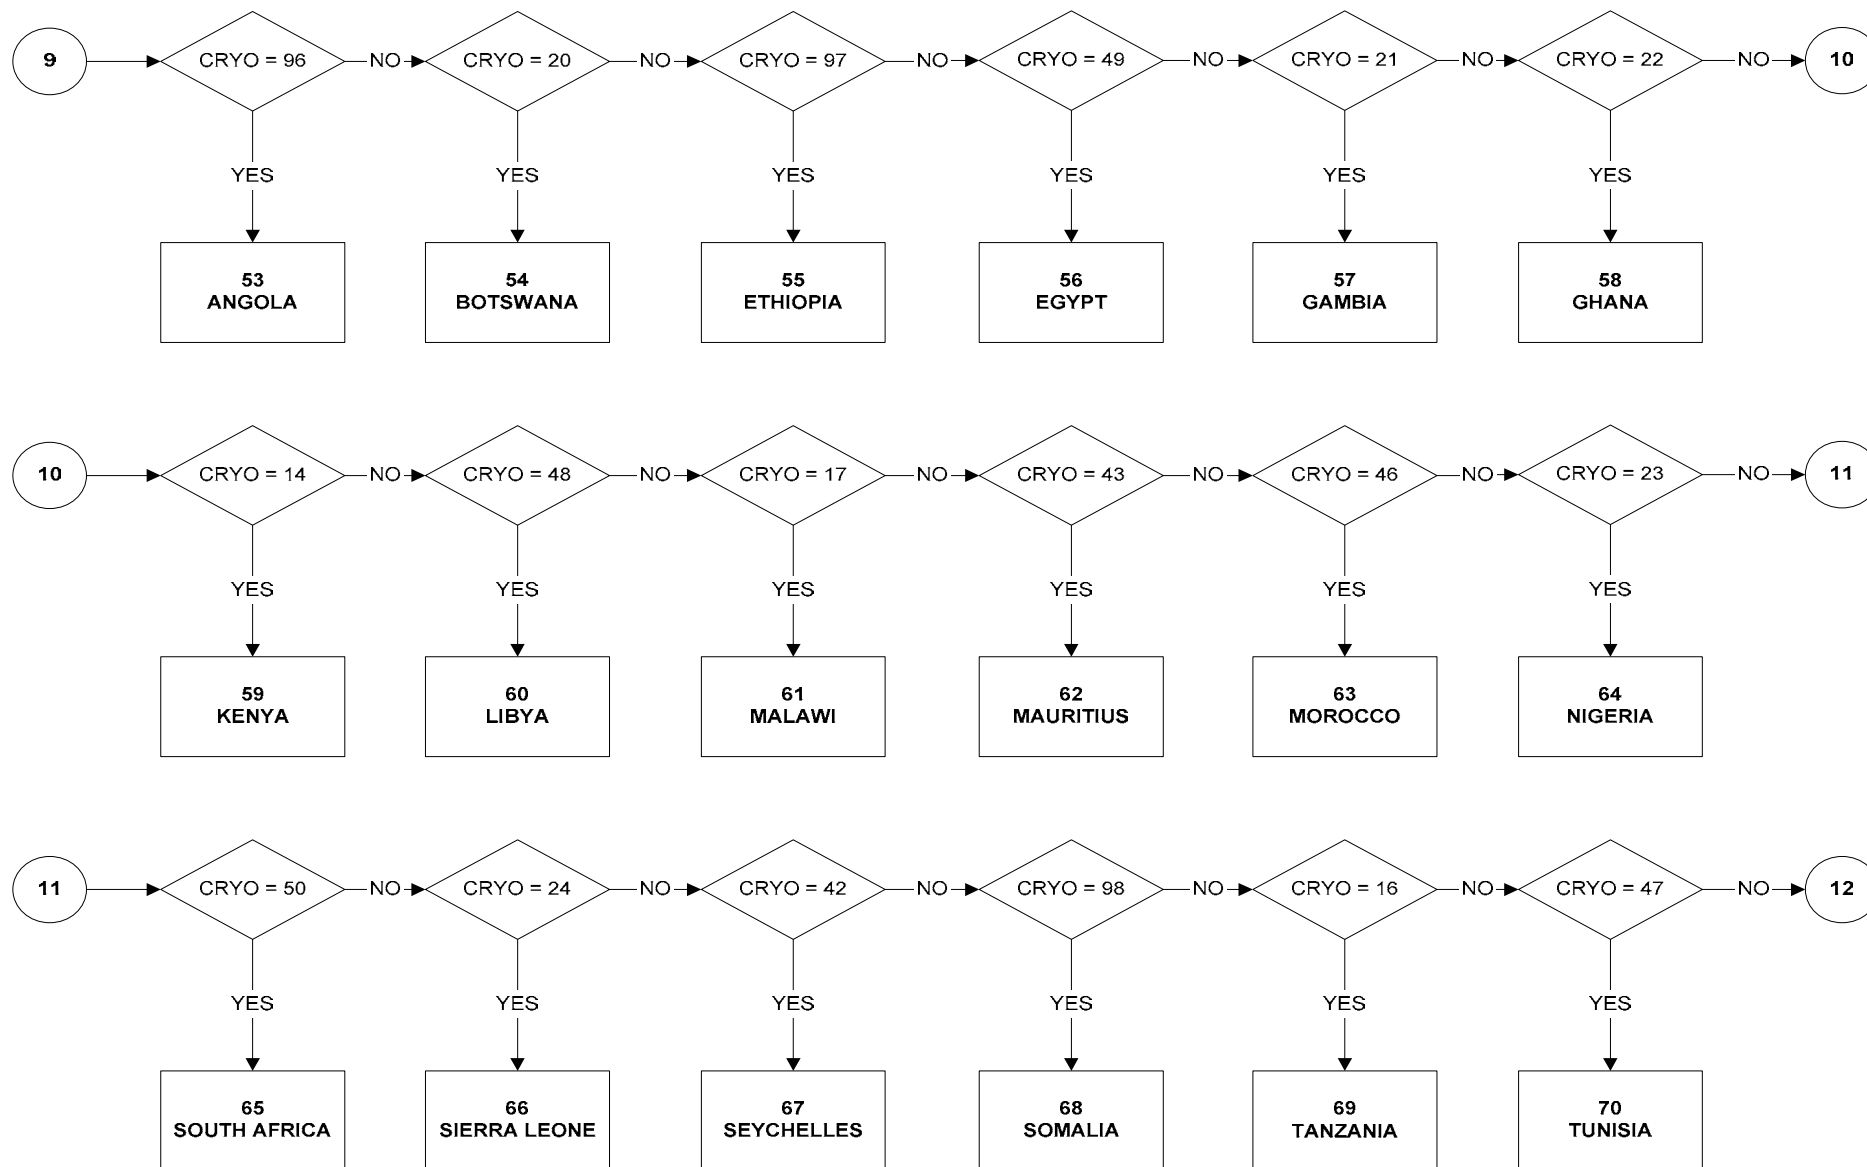 9 CRYO = 96 NO CRYO = 20 NO CRYO = 97 NO CRYO = 49 NO CRYO = 21 NO CRYO = 22 NO 10
YES YES YES YES YES YES
53 54 55 56 57 58
ANGOLA BOTSWANA ETHIOPIA EGYPT GAMBIA GHANA
10 CRYO = 14 NO CRYO = 48 NO CRYO = 17 NO CRYO = 43 NO CRYO = 46 NO CRYO = 23 NO 11
YES YES YES YES YES YES
59 60 61 62 63 64
KENYA LIBYA MALAWI MAURITIUS MOROCCO NIGERIA
11 CRYO = 50 NO CRYO = 24 NO CRYO = 42 NO CRYO = 98 NO CRYO = 16 NO CRYO = 47 NO 12
YES YES YES YES YES YES
65 66 67 68 69 70
SOUTH AFRICA SIERRA LEONE SEYCHELLES SOMALIA TANZANIA TUNISIA